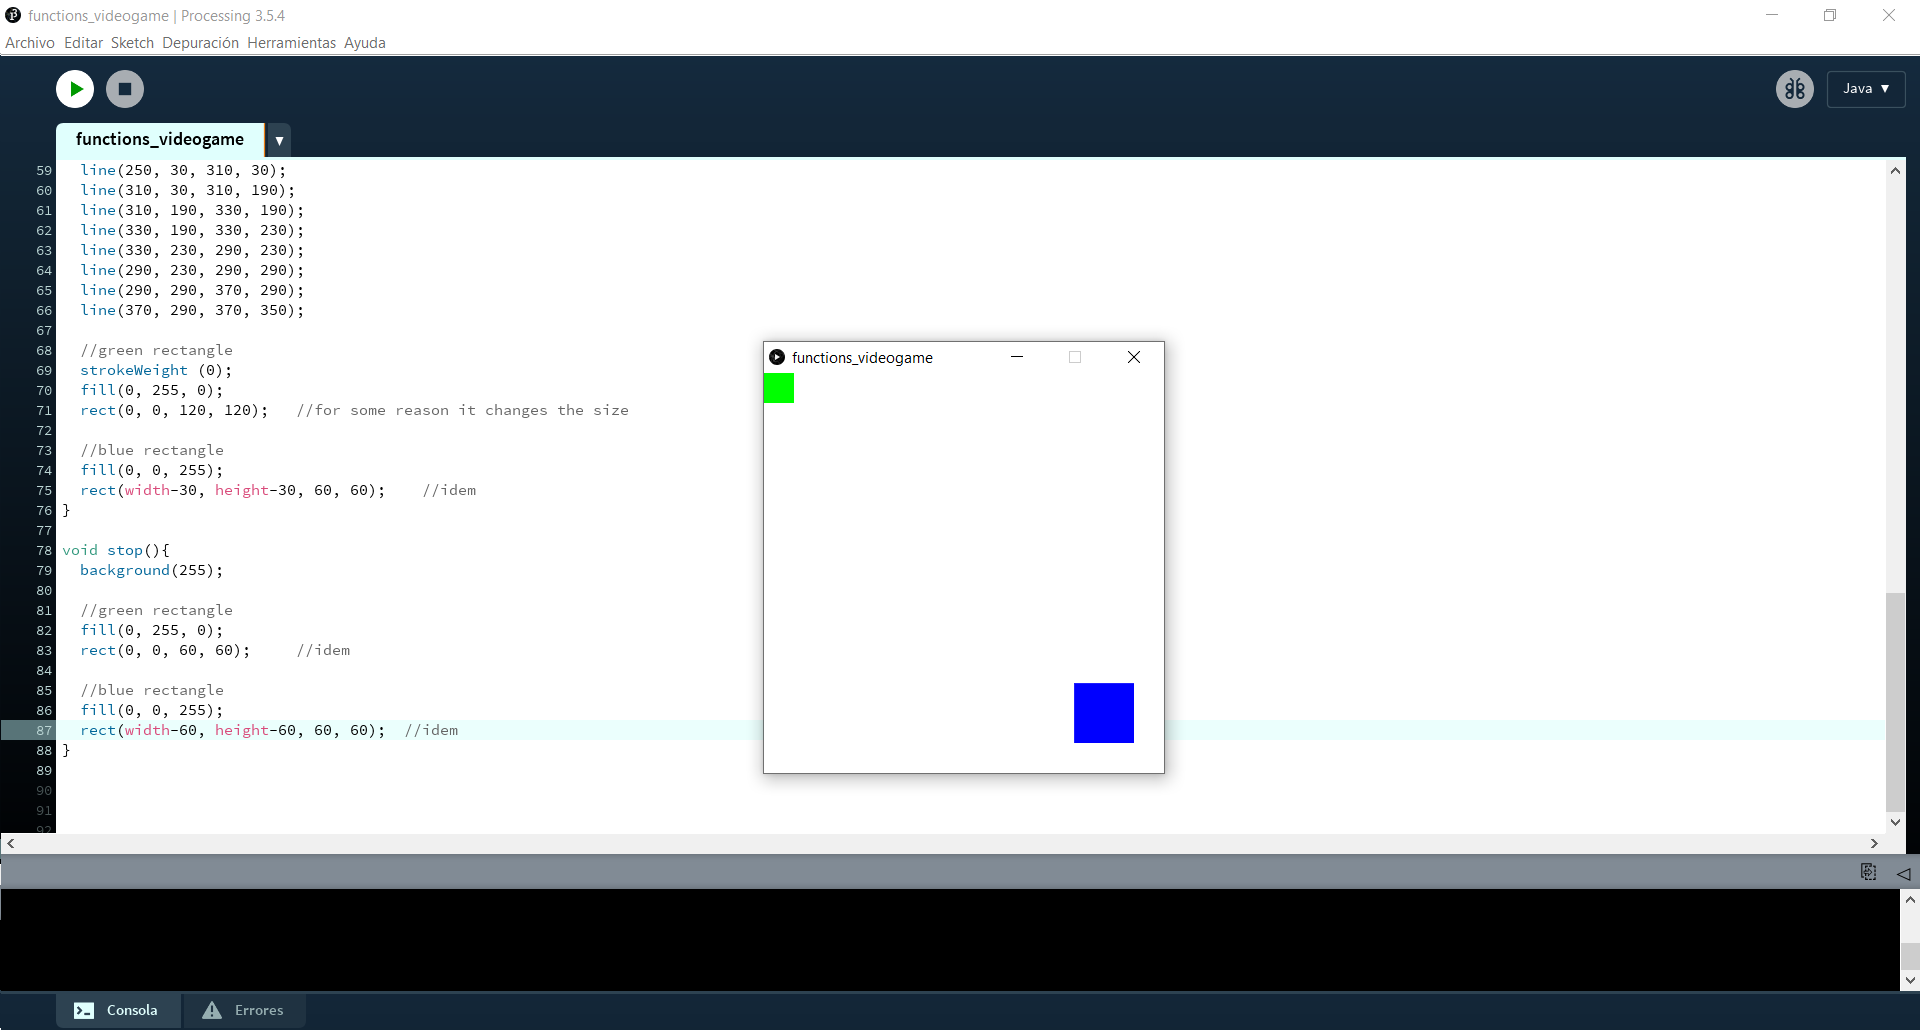 functions_videogame | Processing 3.5.4
Archivo Editar Sketch Depuración Herramientas Ayuda
Java ▼
functions_videogame ▼
59 line(250, 30, 310, 30);
60 line(310, 30, 310, 190);
61 line(310, 190, 330, 190);
62 line(330, 190, 330, 230);
63 line(330, 230, 290, 230);
64 line(290, 230, 290, 290);
65 line(290, 290, 370, 290);
66 line(370, 290, 370, 350);
67
68 //green rectangle
69 strokeWeight (0);
70 fill(0, 255, 0);
71 rect(0, 0, 120, 120);   //for some reason it changes the size
72
73 //blue rectangle
74 fill(0, 0, 255);
75 rect(width-30, height-30, 60, 60);    //idem
76 }
77
78 void stop(){
79 background(255);
80
81 //green rectangle
82 fill(0, 255, 0);
83 rect(0, 0, 60, 60);     //idem
84
85 //blue rectangle
86 fill(0, 0, 255);
87 rect(width-60, height-60, 60, 60);  //idem
88 }
89
90
91
92
functions_videogame
Consola
Errores